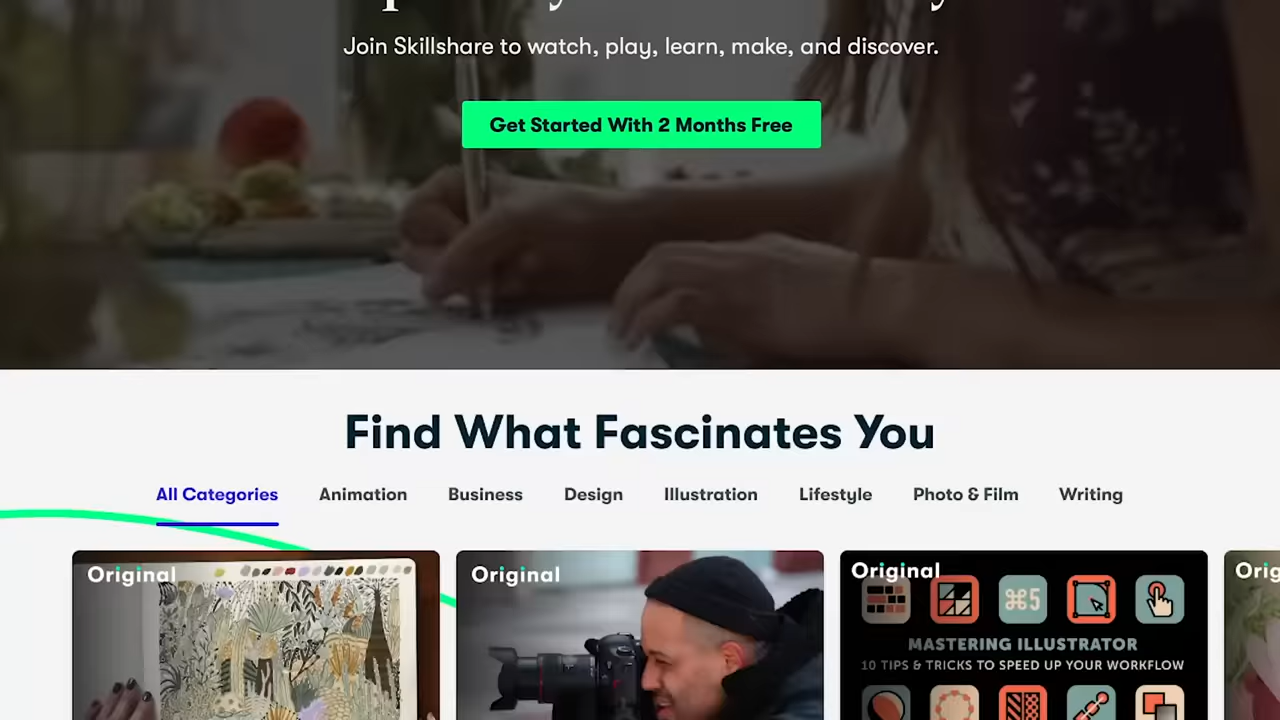 Join Skillshare to watch, play, learn, make, and discover.
Get Started With 2 Months Free
Find What Fascinates You
All Categories Animation Business Design Illustration Lifestyle Photo & Film Writing
Original Original Original
⌘5
MASTERING ILLUSTRATOR
10 TIPS & TRICKS TO SPEED UP YOUR WORKFLOW